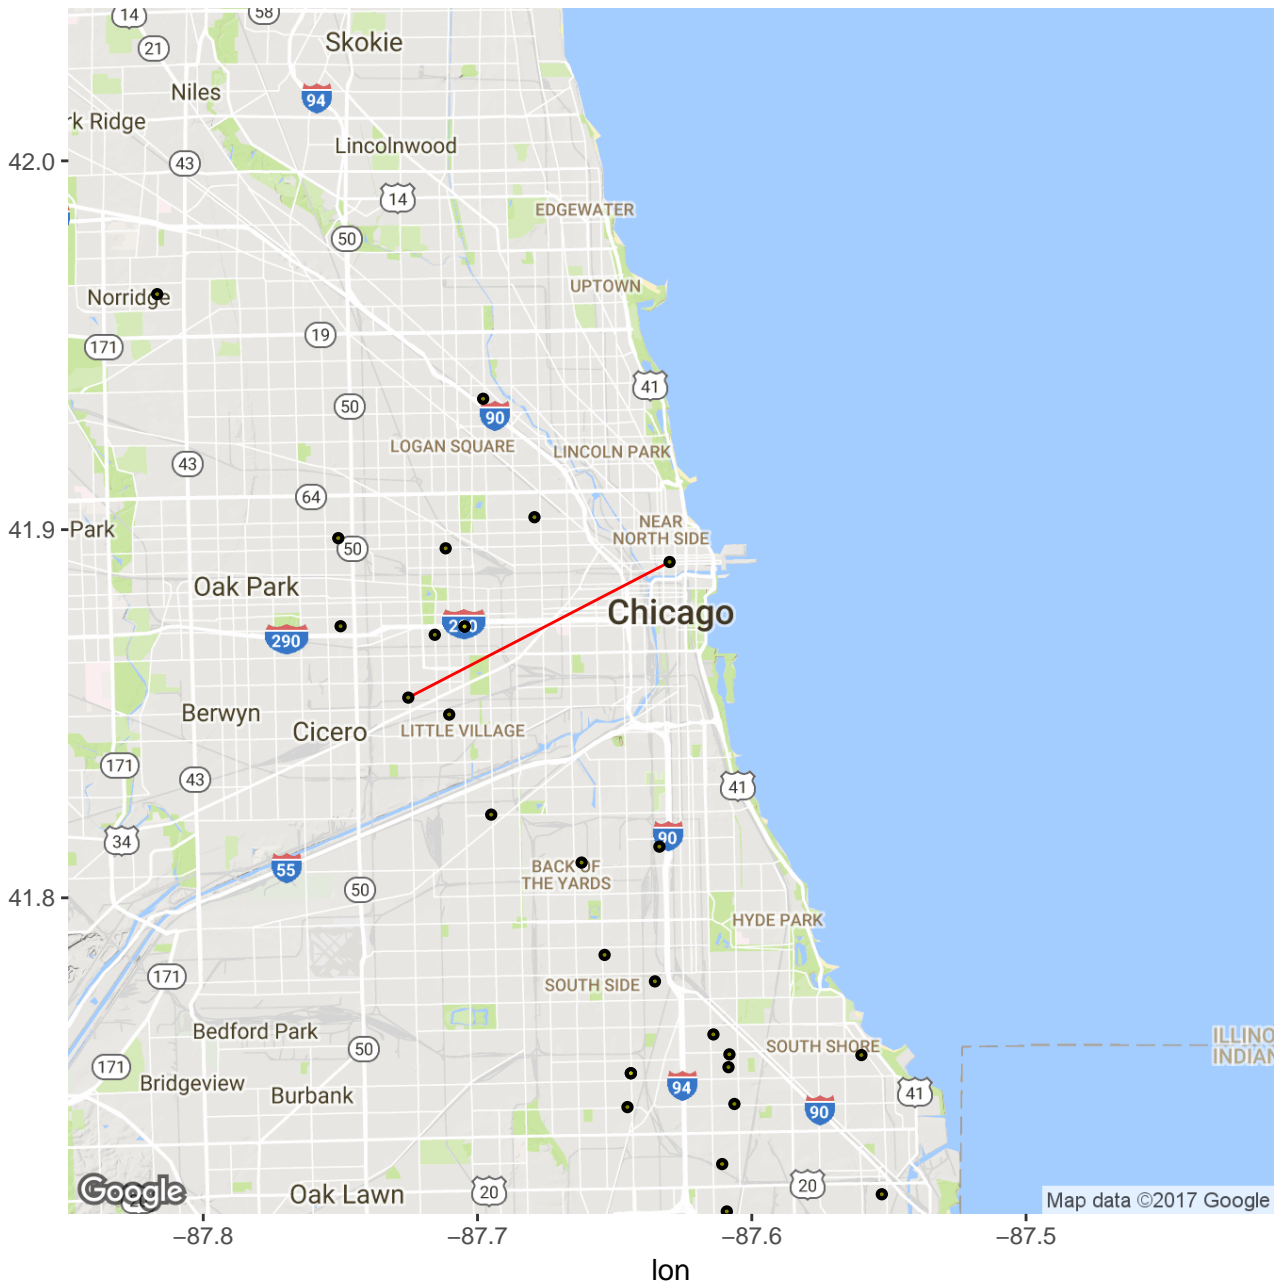 14
58
21
Skokie
Niles
94
rk Ridge
Lincolnwood
42.0
43
14
EDGEWATER
50
UPTOWN
Norridge
19
171
41
50
90
LOGAN SQUARE
LINCOLN PARK
43
64
41.9
Park
NEAR
NORTH SIDE
50
Oak Park
Chicago
290
290
Berwyn
Cicero
LITTLE VILLAGE
171
43
41
34
90
55
BACK OF
THE YARDS
50
41.8
HYDE PARK
171
SOUTH SIDE
Bedford Park
50
SOUTH SHORE
ILLINO
INDIAN
171
Bridgeview
Burbank
94
41
90
Google
Oak Lawn
20
20
Map data ©2017 Google
−87.8
−87.7
−87.6
−87.5
lon